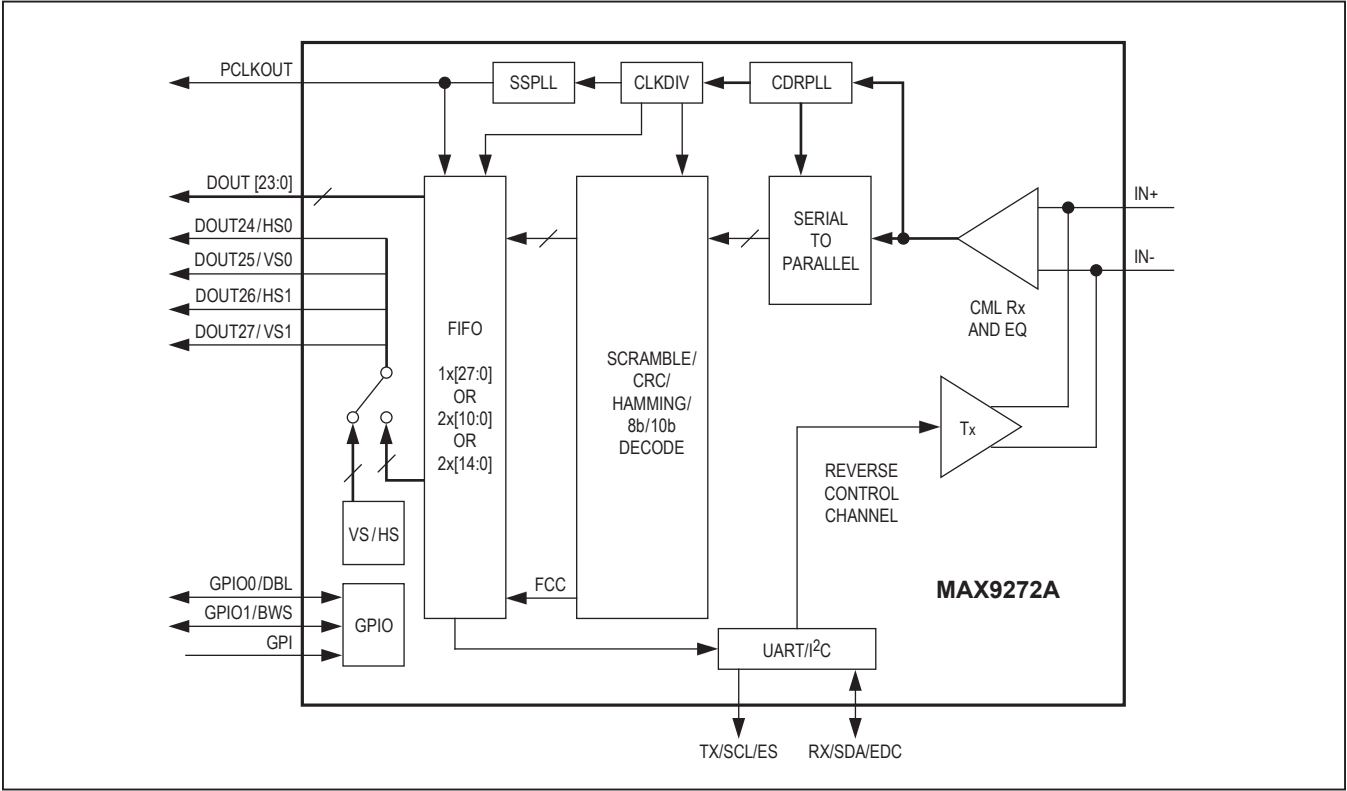 PCLKOUT
SSPLL
CLKDIV
CDRPLL
DOUT [23:0]
DOUT24/HS0
DOUT25/VS0
DOUT26/HS1
DOUT27/VS1
FIFO
1x[27:0]
OR
2x[10:0]
OR
2x[14:0]
SCRAMBLE/
CRC/
HAMMING/
8b/10b
DECODE
SERIAL
TO
PARALLEL
IN+
IN-
CML Rx
AND EQ
Tx
REVERSE
CONTROL
CHANNEL
VS/HS
GPIO0/DBL
GPIO1/BWS
GPI
GPIO
FCC
MAX9272A
UART/I²C
TX/SCL/ES
RX/SDA/EDC